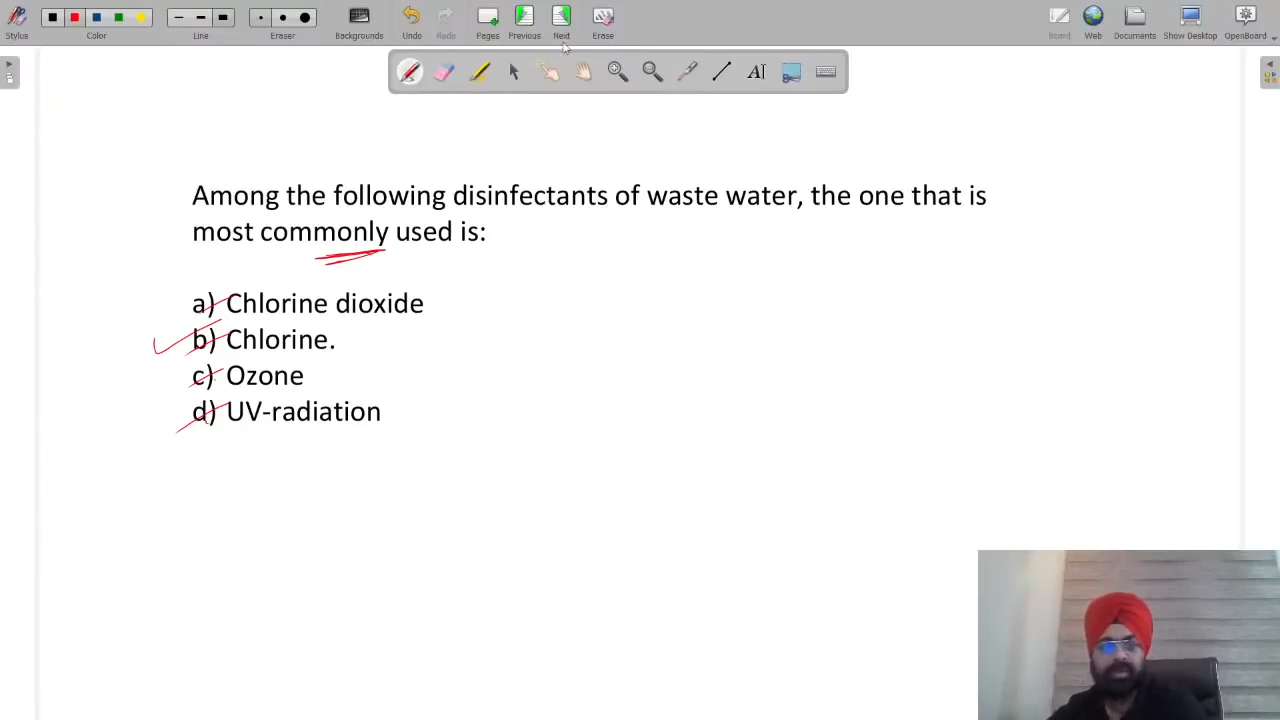 Stylus
Color
Line
Eraser
Backgrounds
Undo
Redo
Pages
Previous
Next
Erase
Board
Web
Documents
Show Desktop
OpenBoard
A
Among the following disinfectants of waste water, the one that is
most commonly used is:
a) Chlorine dioxide
b) Chlorine.
c) Ozone
d) UV-radiation